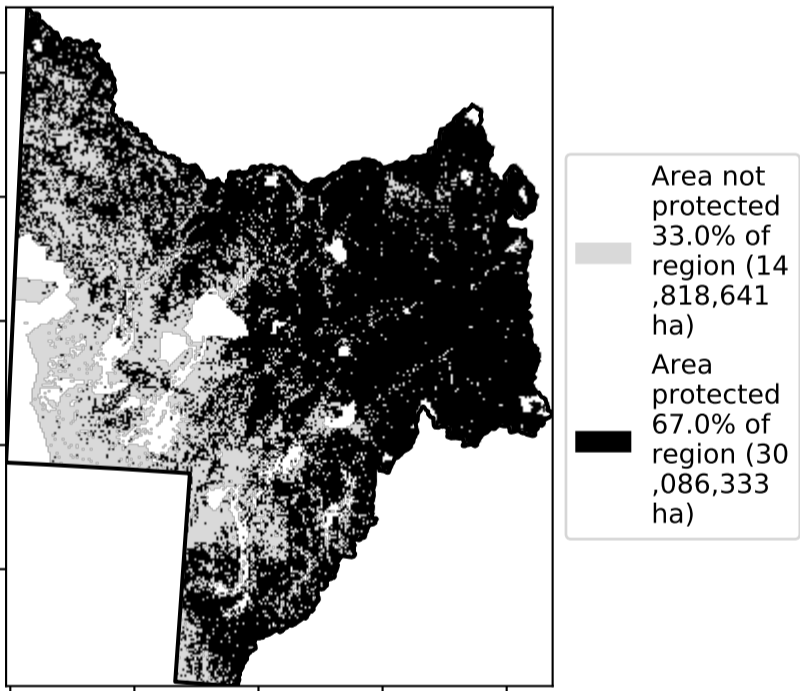 Area not
protected
33.0% of
region (14
,818,641
ha)
Area
protected
67.0% of
region (30
,086,333
ha)